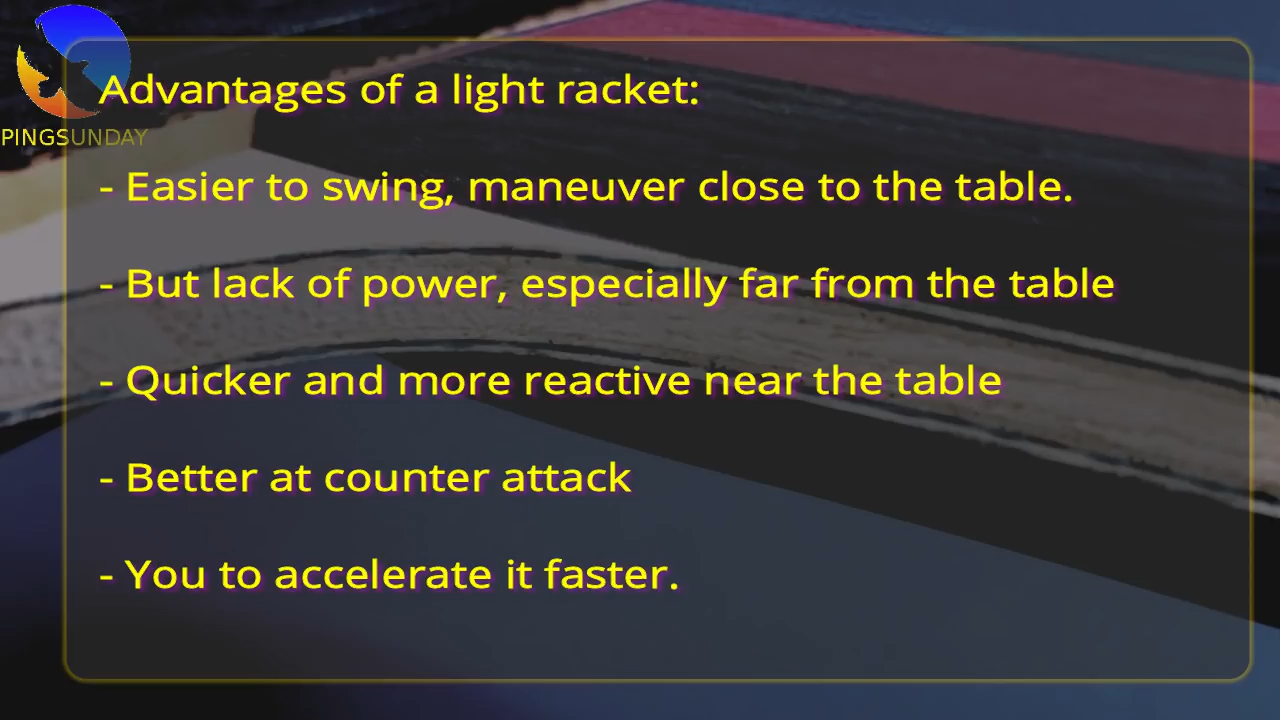 PINGSUNDAY
Advantages of a light racket:
- Easier to swing, maneuver close to the table.
- But lack of power, especially far from the table
- Quicker and more reactive near the table
- Better at counter attack
- You to accelerate it faster.